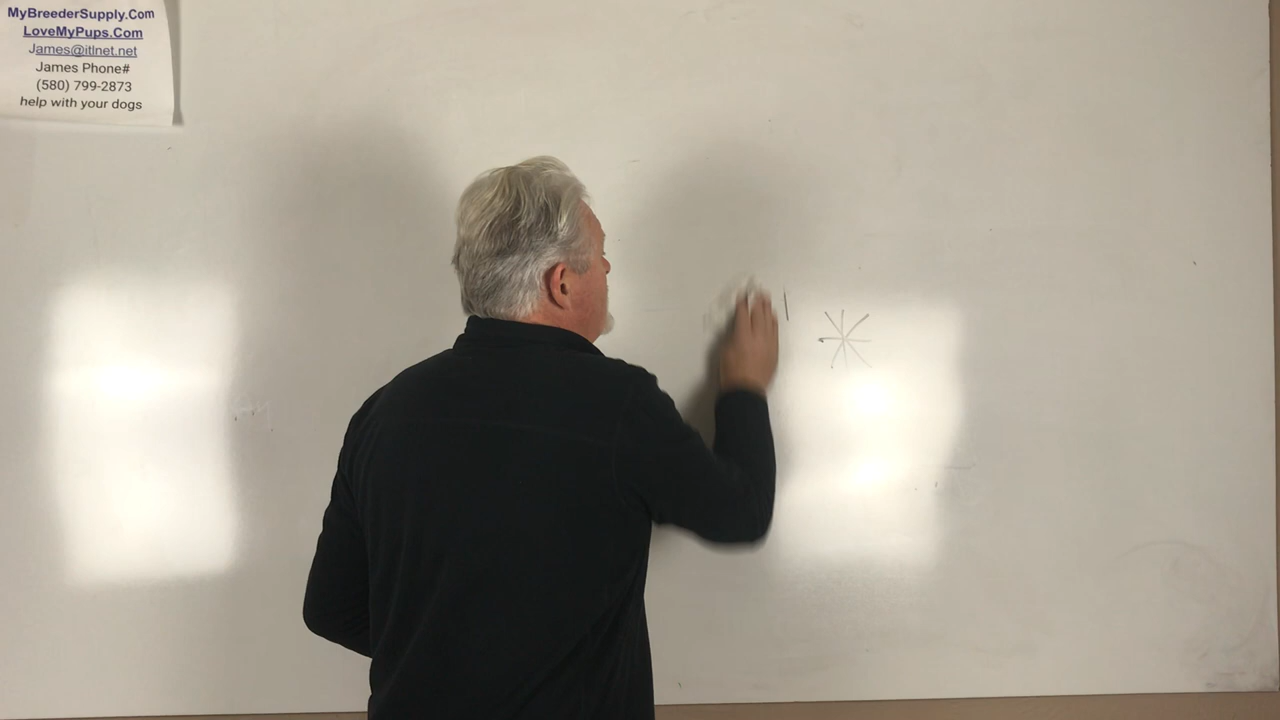 MyBreederSupply.Com
LoveMyPups.Com
James@itlnet.net
James Phone#
(580) 799-2873
help with your dogs